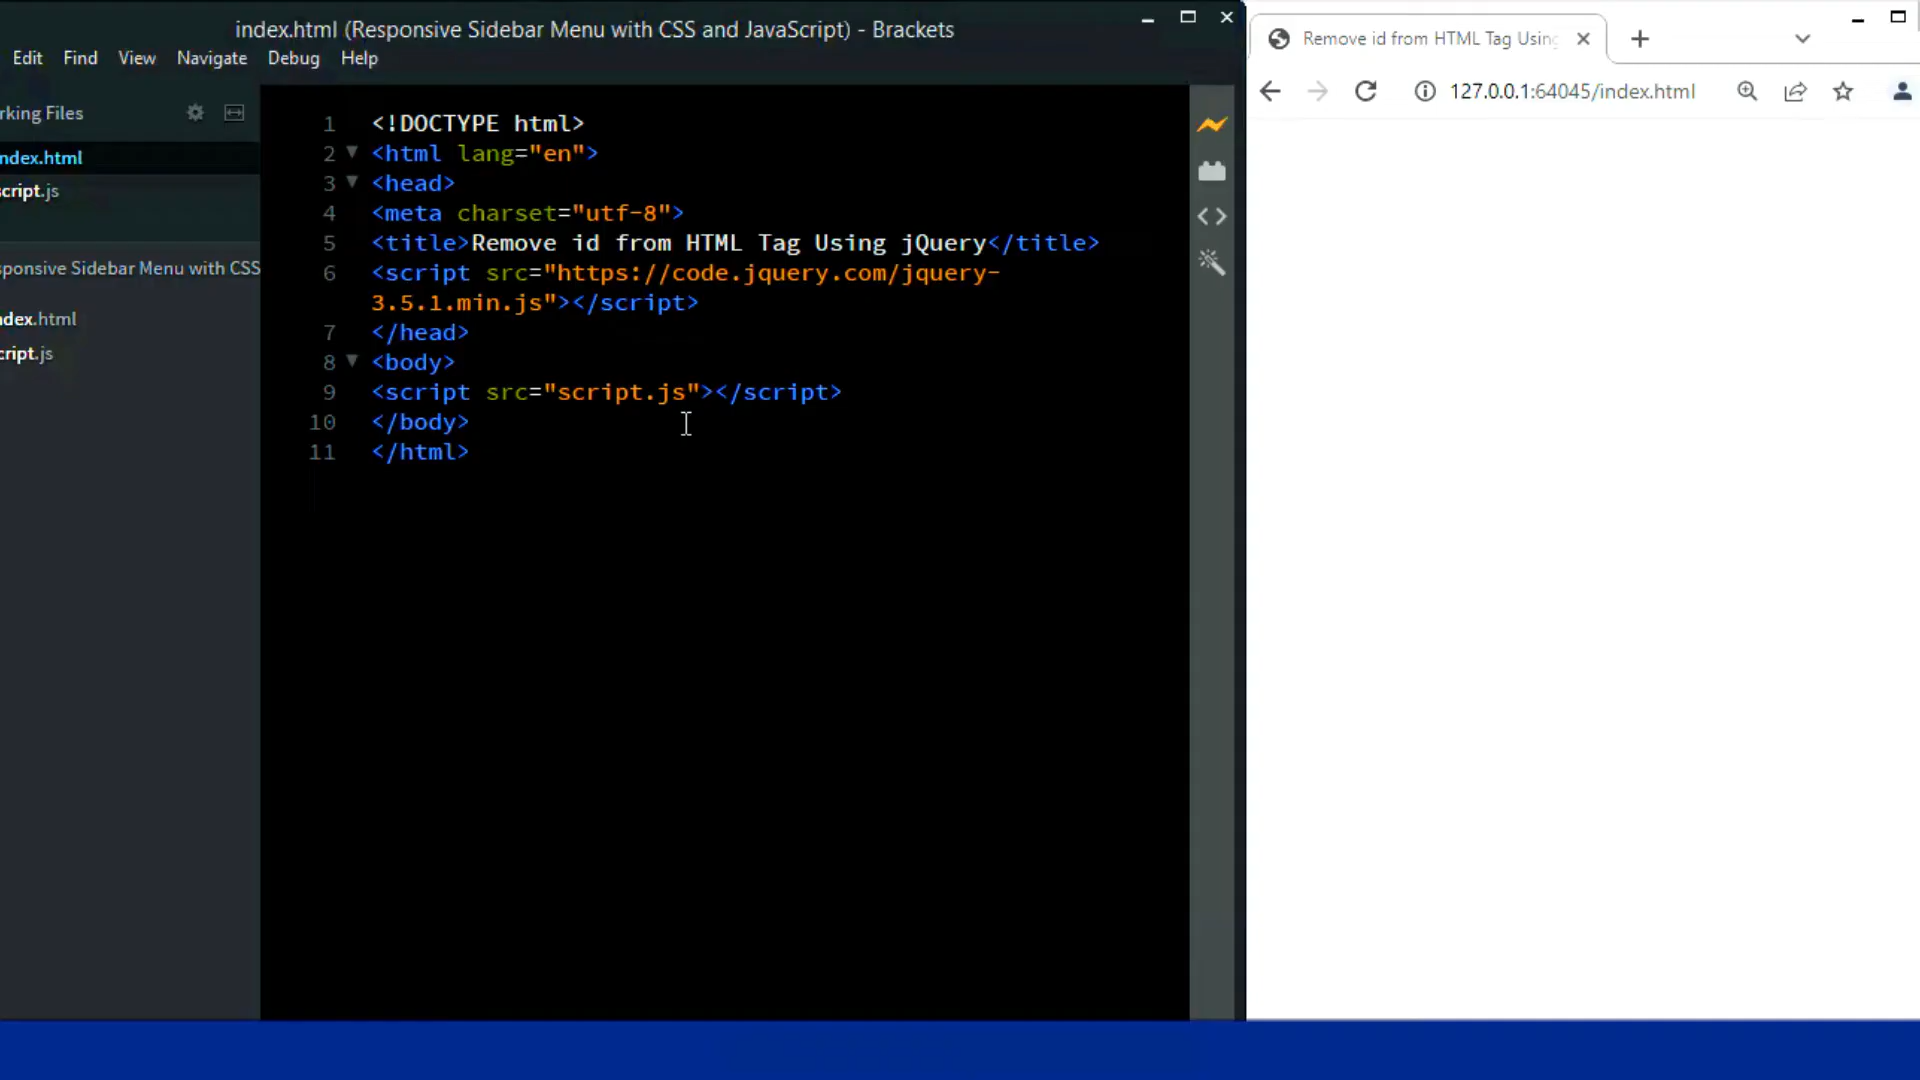 index.html (Responsive Sidebar Menu with CSS and JavaScript) - Brackets
Edit Find View Navigate Debug Help
rking Files
ndex.html
script.js
sponsive Sidebar Menu with CSS
ndex.html
cript.js
1 <!DOCTYPE html>
2 <html lang="en">
3 <head>
4 <meta charset="utf-8">
5 <title>Remove id from HTML Tag Using jQuery</title>
6 <script src="https://code.jquery.com/jquery-
3.5.1.min.js"></script>
7 </head>
8 <body>
9 <script src="script.js"></script>
10 </body>
11 </html>
Remove id from HTML Tag Using
127.0.0.1:64045/index.html